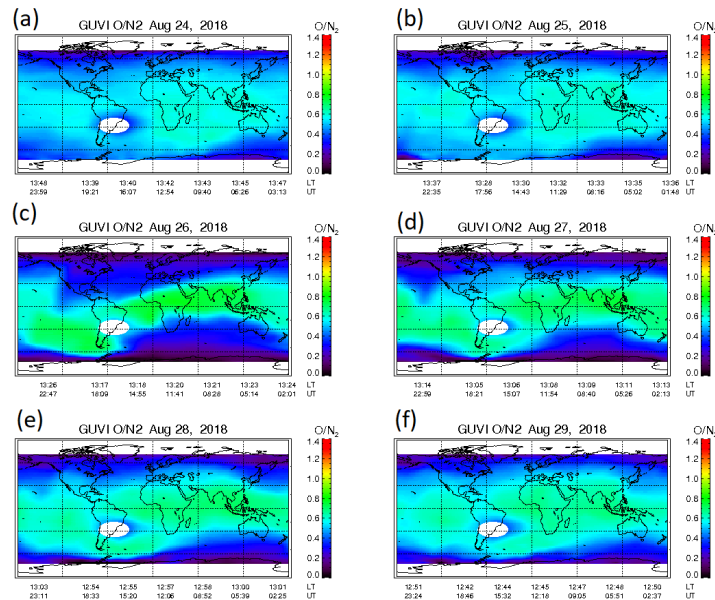 (a)
GUVI O/N2 Aug 24, 2018
O/N₂
1.4
1.2
1.0
0.8
0.6
0.4
0.2
0.0
13:48 13:39 13:40 13:42 13:43 13:45 13:47 LT
23:59 19:21 16:07 12:54 09:40 06:26 03:13 UT
(b)
GUVI O/N2 Aug 25, 2018
O/N₂
1.4
1.2
1.0
0.8
0.6
0.4
0.2
0.0
13:37 13:28 13:30 13:32 13:33 13:35 13:36 LT
22:35 17:56 14:43 11:29 08:16 05:02 01:48 UT
(c)
GUVI O/N2 Aug 26, 2018
O/N₂
1.4
1.2
1.0
0.8
0.6
0.4
0.2
0.0
13:26 13:17 13:18 13:20 13:21 13:23 13:24 LT
22:47 18:09 14:55 11:41 08:28 05:14 02:01 UT
(d)
GUVI O/N2 Aug 27, 2018
O/N₂
1.4
1.2
1.0
0.8
0.6
0.4
0.2
0.0
13:14 13:05 13:06 13:08 13:09 13:11 13:13 LT
22:59 18:21 15:07 11:54 08:40 05:26 02:13 UT
(e)
GUVI O/N2 Aug 28, 2018
O/N₂
1.4
1.2
1.0
0.8
0.6
0.4
0.2
0.0
13:03 12:54 12:55 12:57 12:58 13:00 13:01 LT
23:11 18:33 15:20 12:06 08:52 05:39 02:25 UT
(f)
GUVI O/N2 Aug 29, 2018
O/N₂
1.4
1.2
1.0
0.8
0.6
0.4
0.2
0.0
12:51 12:42 12:44 12:45 12:47 12:48 12:50 LT
23:24 18:46 15:32 12:18 09:05 05:51 02:37 UT